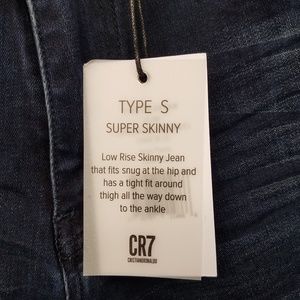 TYPE S
SUPER SKINNY
Low Rise Skinny Jean
that fits snug at the hip and
has a tight fit around
thigh all the way down
to the ankle
CR7
CRISTIANORONALDO